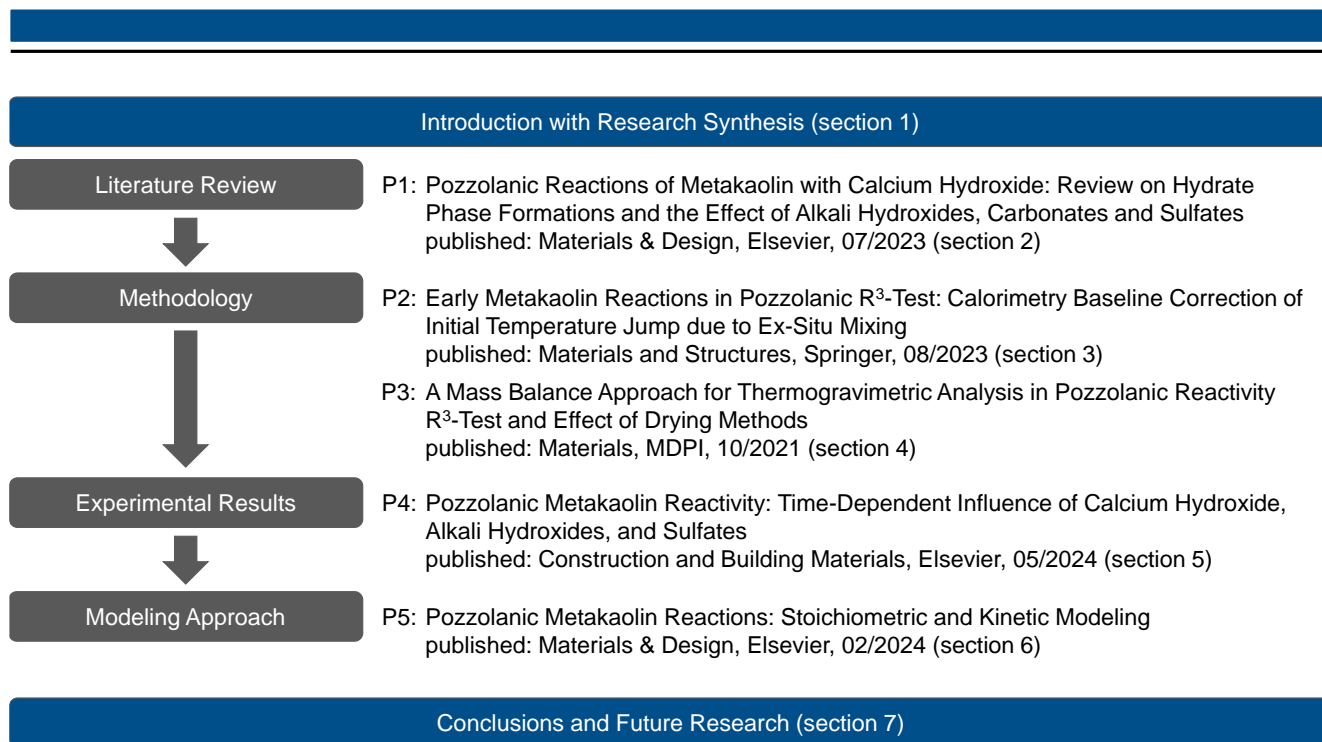 Introduction with Research Synthesis (section 1)
Literature Review
P1: Pozzolanic Reactions of Metakaolin with Calcium Hydroxide: Review on Hydrate
Phase Formations and the Effect of Alkali Hydroxides, Carbonates and Sulfates
published: Materials & Design, Elsevier, 07/2023 (section 2)
Methodology
P2: Early Metakaolin Reactions in Pozzolanic R³-Test: Calorimetry Baseline Correction of
Initial Temperature Jump due to Ex-Situ Mixing
published: Materials and Structures, Springer, 08/2023 (section 3)
P3: A Mass Balance Approach for Thermogravimetric Analysis in Pozzolanic Reactivity
R³-Test and Effect of Drying Methods
published: Materials, MDPI, 10/2021 (section 4)
Experimental Results
P4: Pozzolanic Metakaolin Reactivity: Time-Dependent Influence of Calcium Hydroxide,
Alkali Hydroxides, and Sulfates
published: Construction and Building Materials, Elsevier, 05/2024 (section 5)
Modeling Approach
P5: Pozzolanic Metakaolin Reactions: Stoichiometric and Kinetic Modeling
published: Materials & Design, Elsevier, 02/2024 (section 6)
Conclusions and Future Research (section 7)